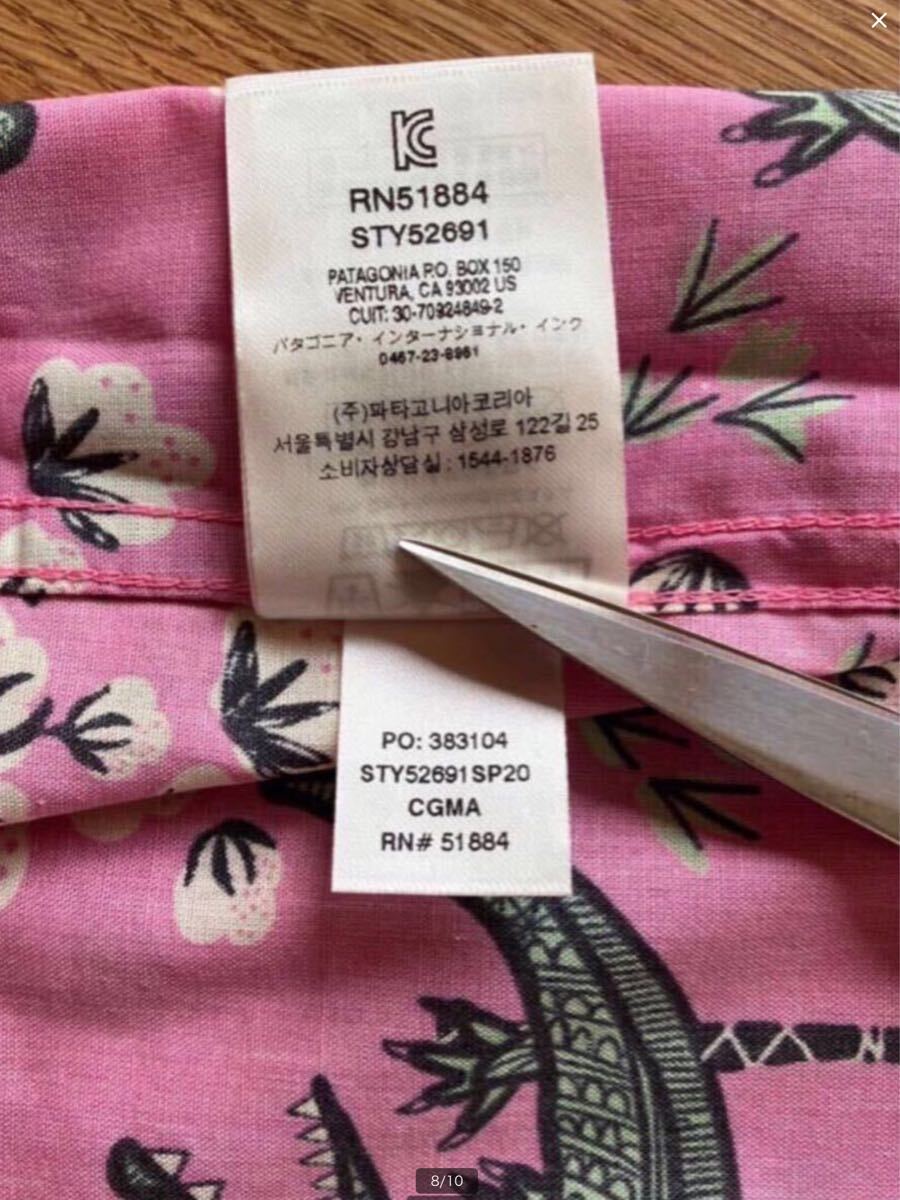 KC
RN51884
STY52691
PATAGONIA P.O. BOX 150
VENTURA, CA 93002 US
CUIT: 30-70924849-2
パタゴニア・インターナショナル・インク
0467-23-8961
(주)파타고니아코리아
서울특별시 강남구 삼성로 122길 25
소비자상담실 : 1544-1876
PO: 383104
STY52691SP20
CGMA
RN# 51884
8/10